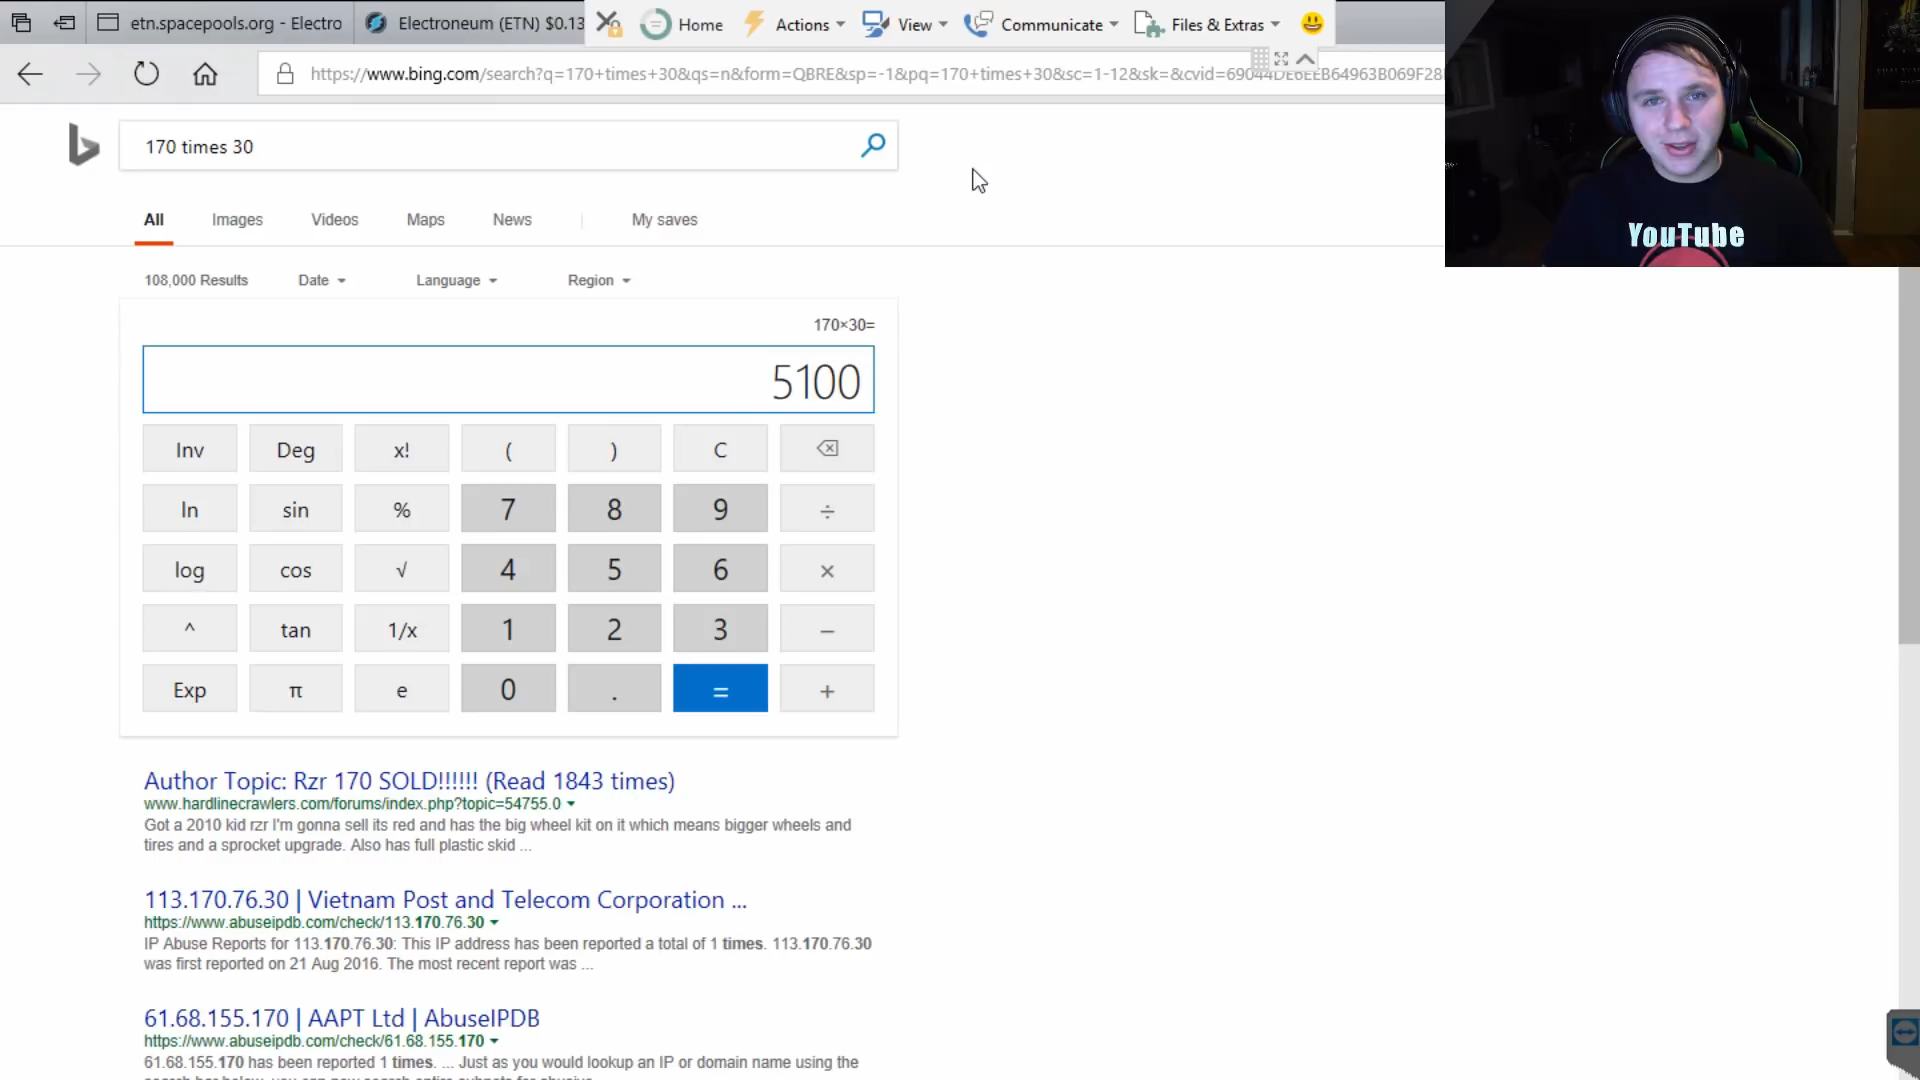 etn.spacepools.org - Electro
Electroneum (ETN) $0.13
Home
Actions
View
Communicate
Files & Extras
https://www.bing.com/search?q=170+times+30&qs=n&form=QBRE&sp=-1&pq=170+times+30&sc=1-12&sk=&cvid=69044DE6EEB64963B069F28
170 times 30
All
Images
Videos
Maps
News
My saves
108,000 Results
Date
Language
Region
170×30=
5100
Inv
Deg
x!
(
)
C
ln
sin
%
7
8
9
÷
log
cos
√
4
5
6
×
^
tan
1/x
1
2
3
−
Exp
π
e
0
.
=
+
Author Topic: Rzr 170 SOLD!!!!!! (Read 1843 times)
www.hardlinecrawlers.com/forums/index.php?topic=54755.0
Got a 2010 kid rzr I'm gonna sell its red and has the big wheel kit on it which means bigger wheels and
tires and a sprocket upgrade. Also has full plastic skid ...
113.170.76.30 | Vietnam Post and Telecom Corporation ...
https://www.abuseipdb.com/check/113.170.76.30
IP Abuse Reports for 113.170.76.30: This IP address has been reported a total of 1 times. 113.170.76.30
was first reported on 21 Aug 2016. The most recent report was ...
61.68.155.170 | AAPT Ltd | AbuseIPDB
https://www.abuseipdb.com/check/61.68.155.170
61.68.155.170 has been reported 1 times. ... Just as you would lookup an IP or domain name using the
YouTube